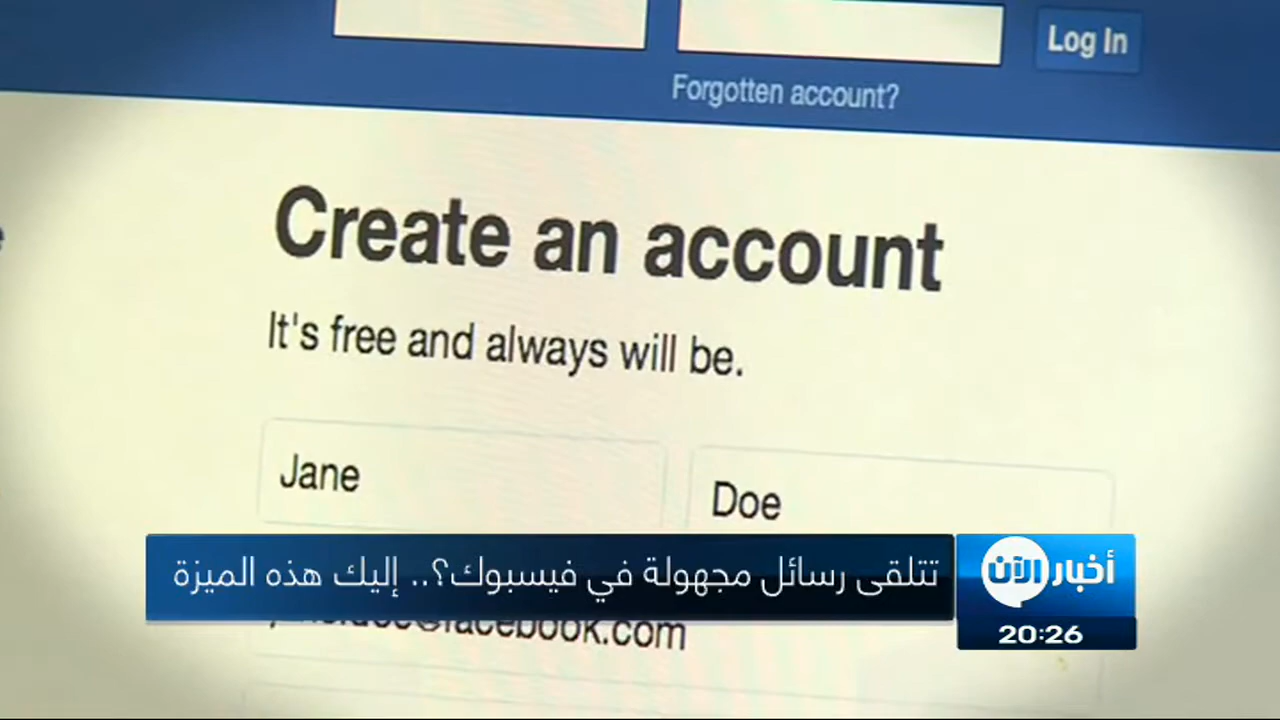 Log In
Forgotten account?
Create an account
It's free and always will be.
Jane
Doe
تتلقى رسائل مجهولة في فيسبوك؟.. إليك هذه الميزة
أخبار الآن
20:26